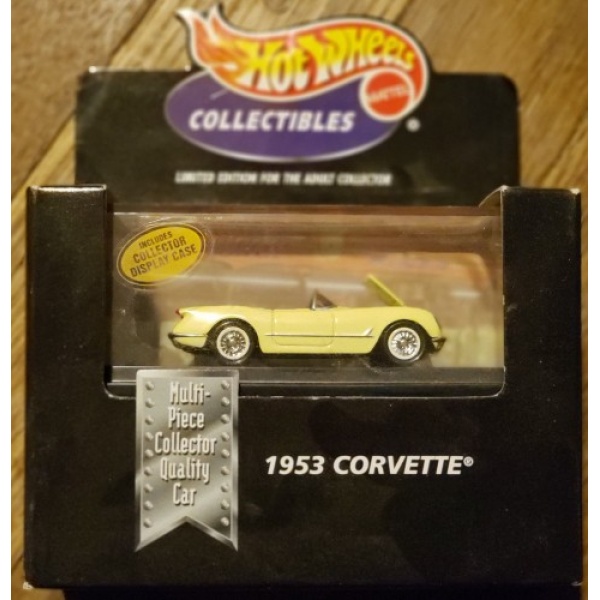 HOT WHEELS
MATTEL
COLLECTIBLES ®
LIMITED EDITION FOR THE ADULT COLLECTOR
INCLUDES
COLLECTOR
DISPLAY CASE
Multi-
Piece
Collector
Quality
Car
1953 CORVETTE®